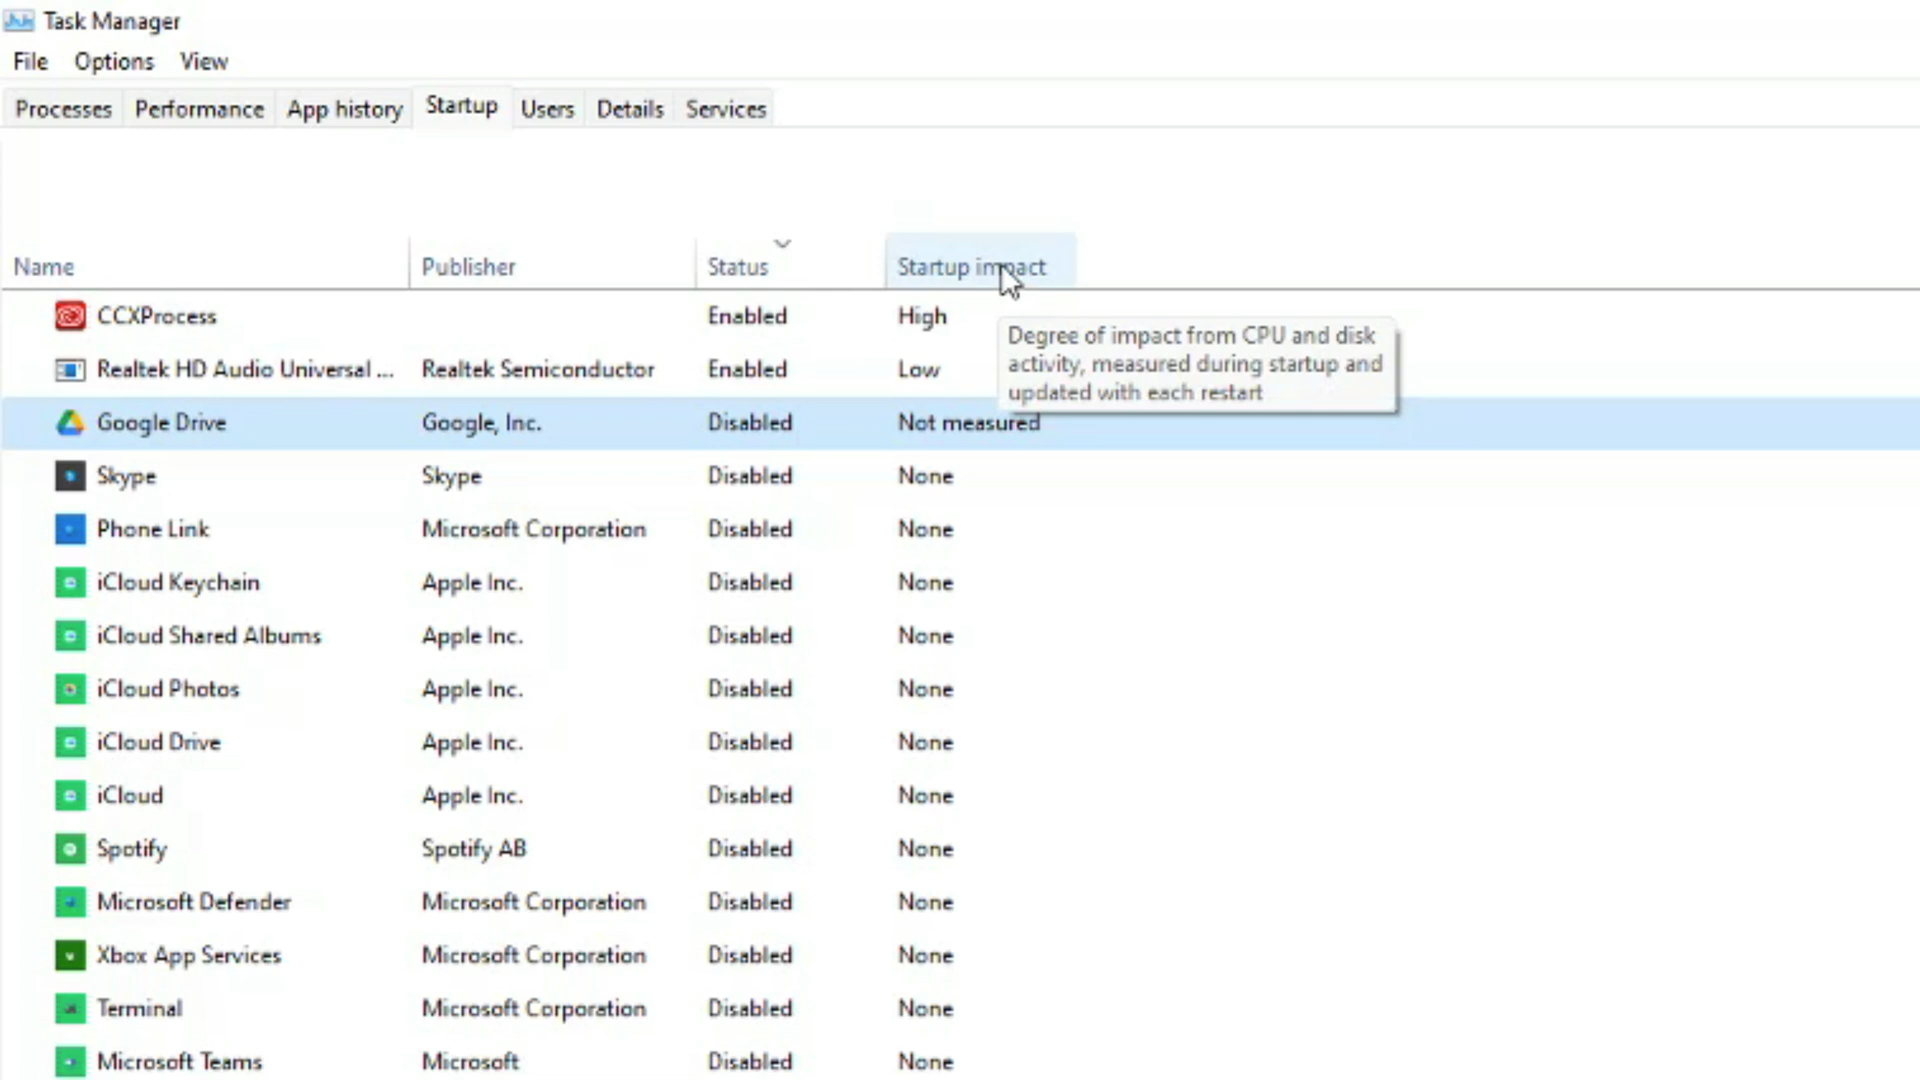 Task Manager
File Options View
Processes Performance App history Startup Users Details Services
Name Publisher Status Startup impact
CCXProcess Enabled High
Realtek HD Audio Universal ... Realtek Semiconductor Enabled Low
Degree of impact from CPU and disk
activity, measured during startup and
updated with each restart
Google Drive Google, Inc. Disabled Not measured
Skype Skype Disabled None
Phone Link Microsoft Corporation Disabled None
iCloud Keychain Apple Inc. Disabled None
iCloud Shared Albums Apple Inc. Disabled None
iCloud Photos Apple Inc. Disabled None
iCloud Drive Apple Inc. Disabled None
iCloud Apple Inc. Disabled None
Spotify Spotify AB Disabled None
Microsoft Defender Microsoft Corporation Disabled None
Xbox App Services Microsoft Corporation Disabled None
Terminal Microsoft Corporation Disabled None
Microsoft Teams Microsoft Disabled None